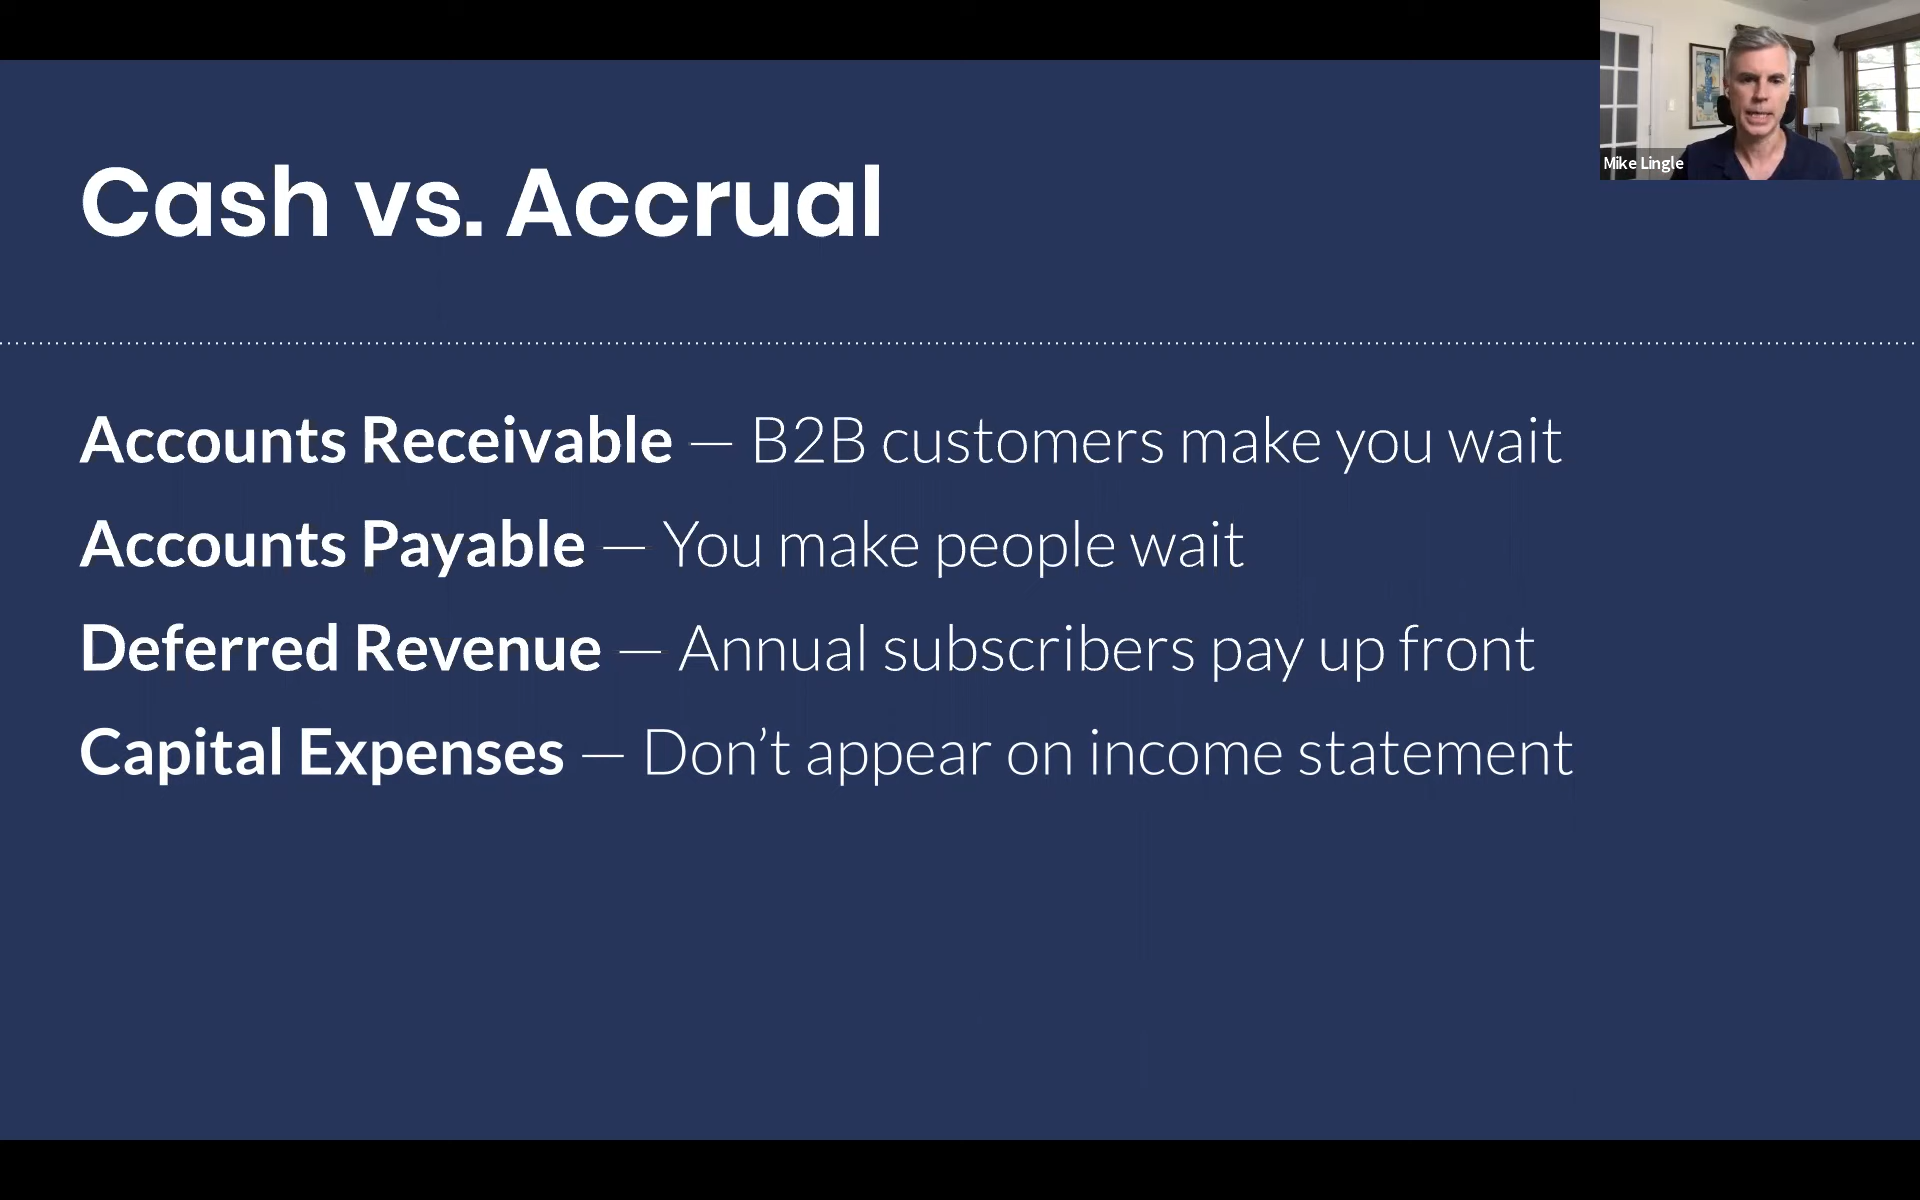 Mike Lingle
Cash vs. Accrual
Accounts Receivable — B2B customers make you wait
Accounts Payable — You make people wait
Deferred Revenue — Annual subscribers pay up front
Capital Expenses — Don’t appear on income statement